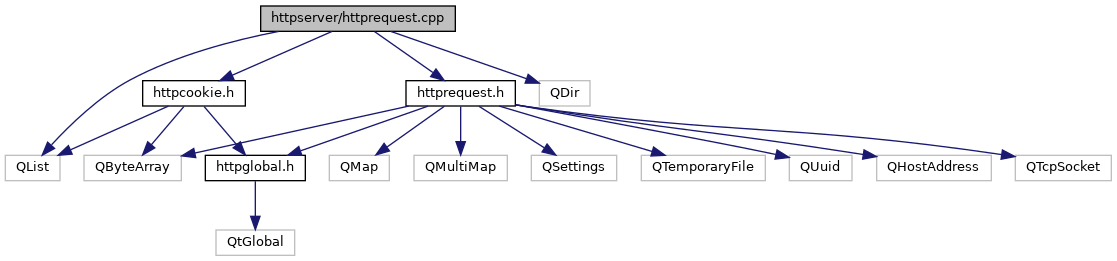 httpserver/httprequest.cpp
httpcookie.h
httprequest.h
QDir
QList
QByteArray
httpglobal.h
QMap
QMultiMap
QSettings
QTemporaryFile
QUuid
QHostAddress
QTcpSocket
QtGlobal